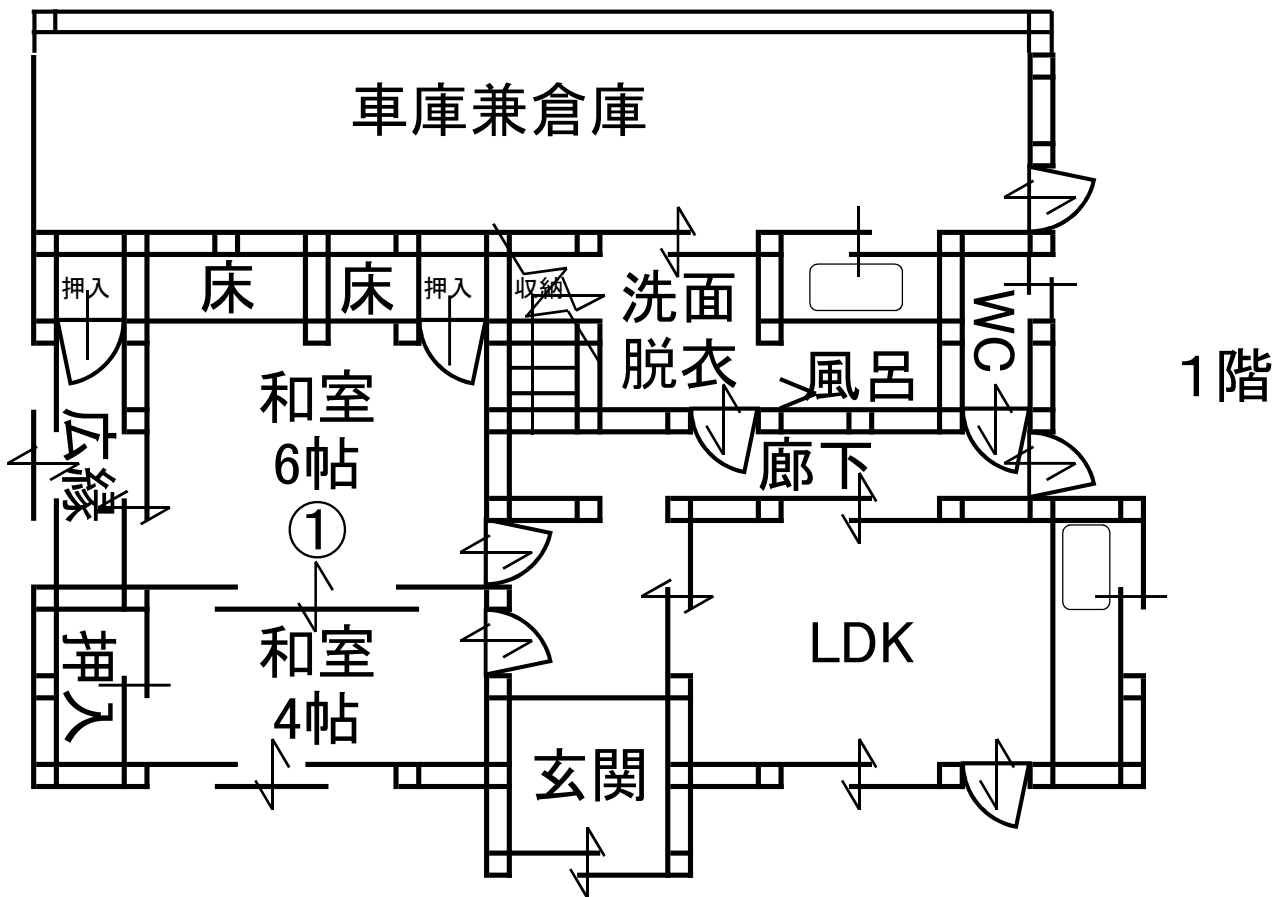 車庫兼倉庫
押入
床
床
押入
収納
洗面
脱衣
風呂
WC
1階
広縁
和室
6帖
①
廊下
押入
和室
4帖
LDK
玄関